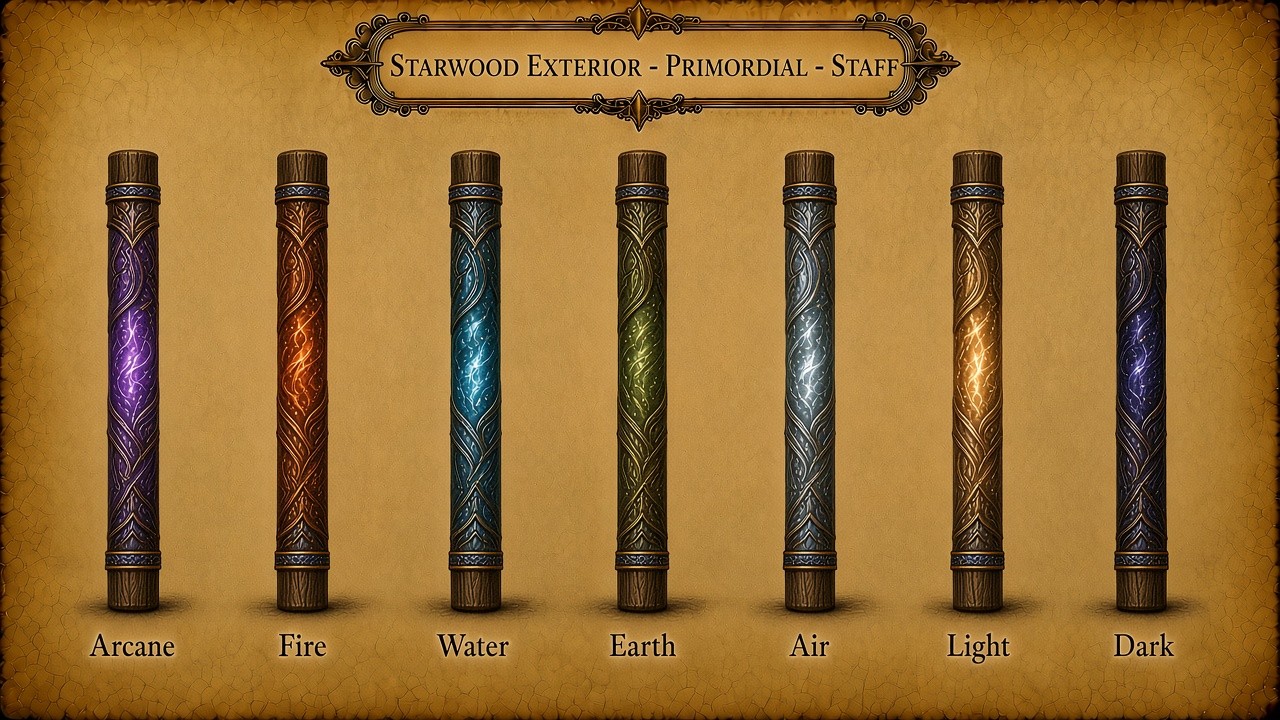 Starwood Exterior - Primordial - Staff
Arcane
Fire
Water
Earth
Air
Light
Dark